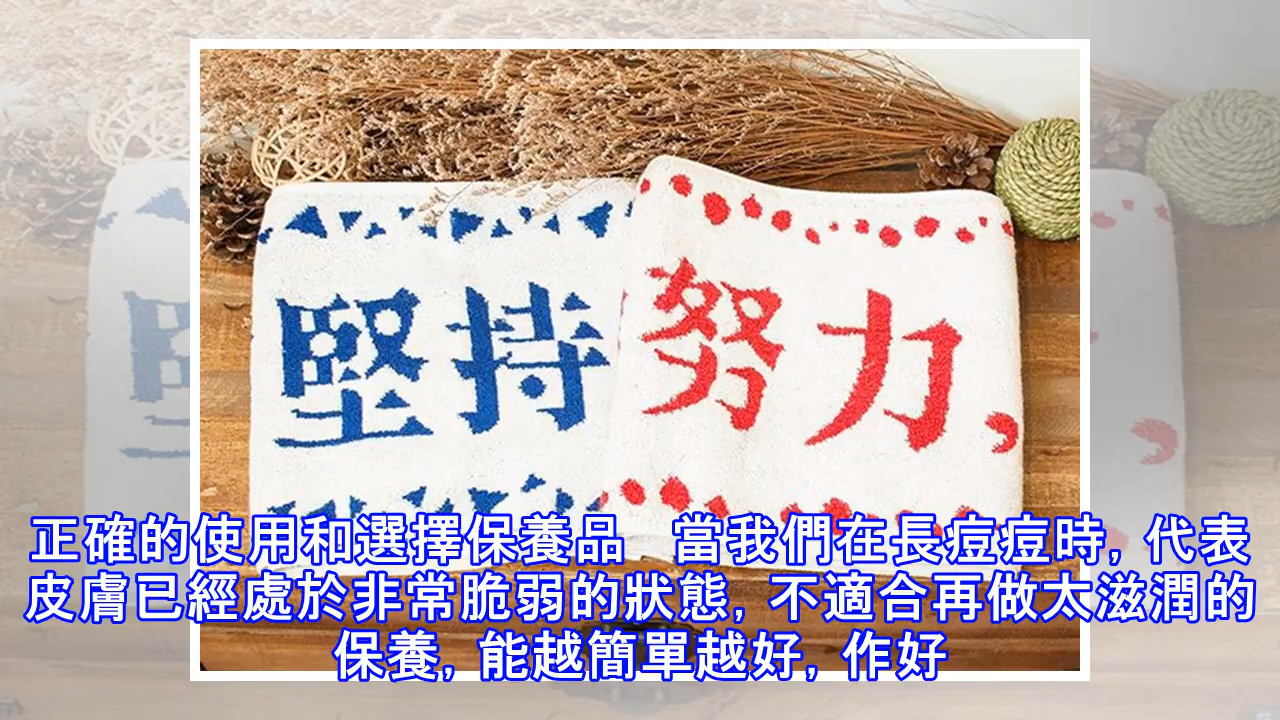 堅持
努力,
正確的使用和選擇保養品 當我們在長痘痘時, 代表
皮膚已經處於非常脆弱的狀態, 不適合再做太滋潤的
保養, 能越簡單越好, 作好